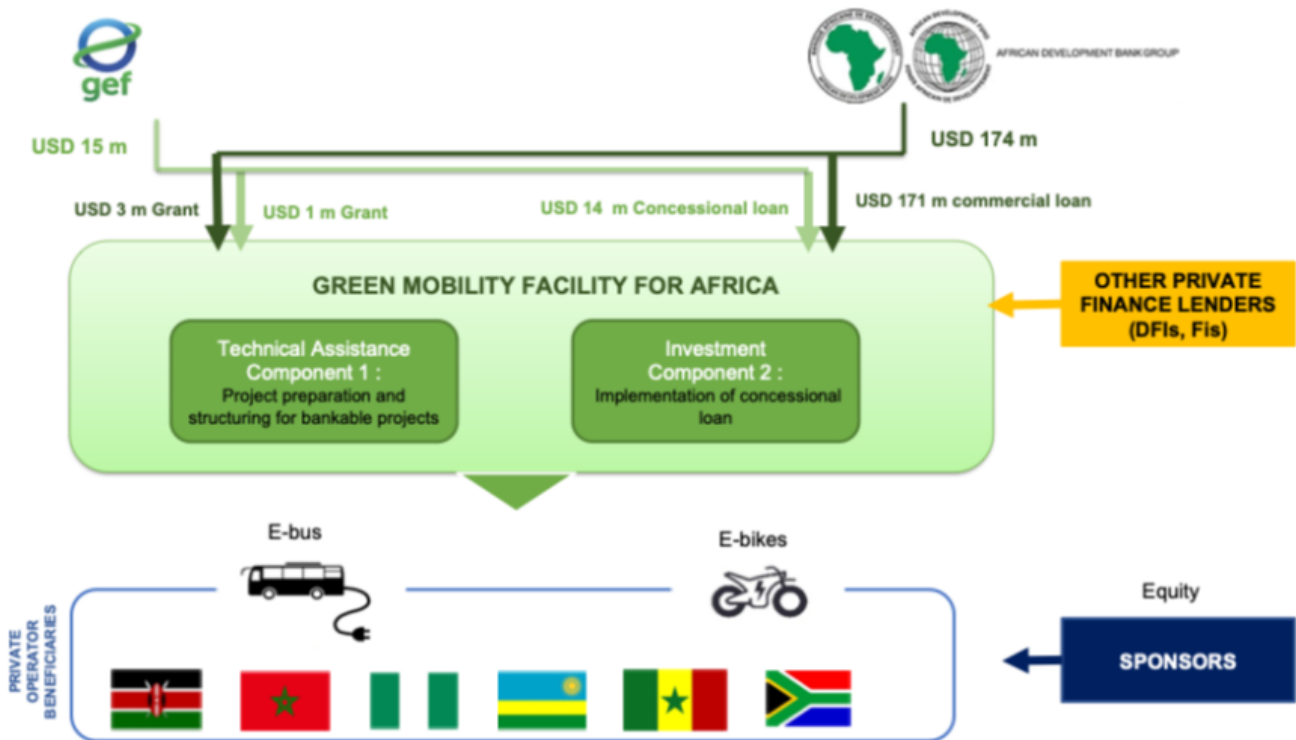 gef
AFRICAN DEVELOPMENT BANK GROUP
USD 15 m
USD 174 m
USD 3 m Grant
USD 1 m Grant
USD 14 m Concessional loan
USD 171 m commercial loan
GREEN MOBILITY FACILITY FOR AFRICA
OTHER PRIVATE
FINANCE LENDERS
(DFIs, Fis)
Technical Assistance
Component 1 :
Project preparation and
structuring for bankable projects
Investment
Component 2 :
Implementation of concessional
loan
E-bus
E-bikes
PRIVATE
OPERATOR
BENEFICIARIES
Equity
SPONSORS